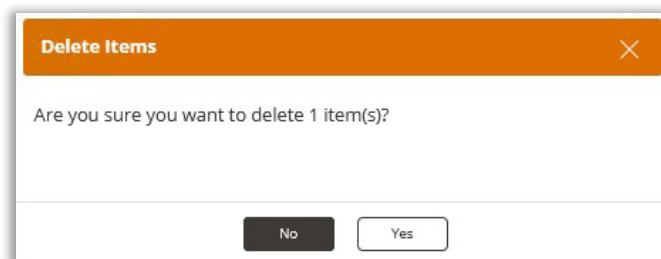 Delete Items
Are you sure you want to delete 1 item(s)?
No
Yes